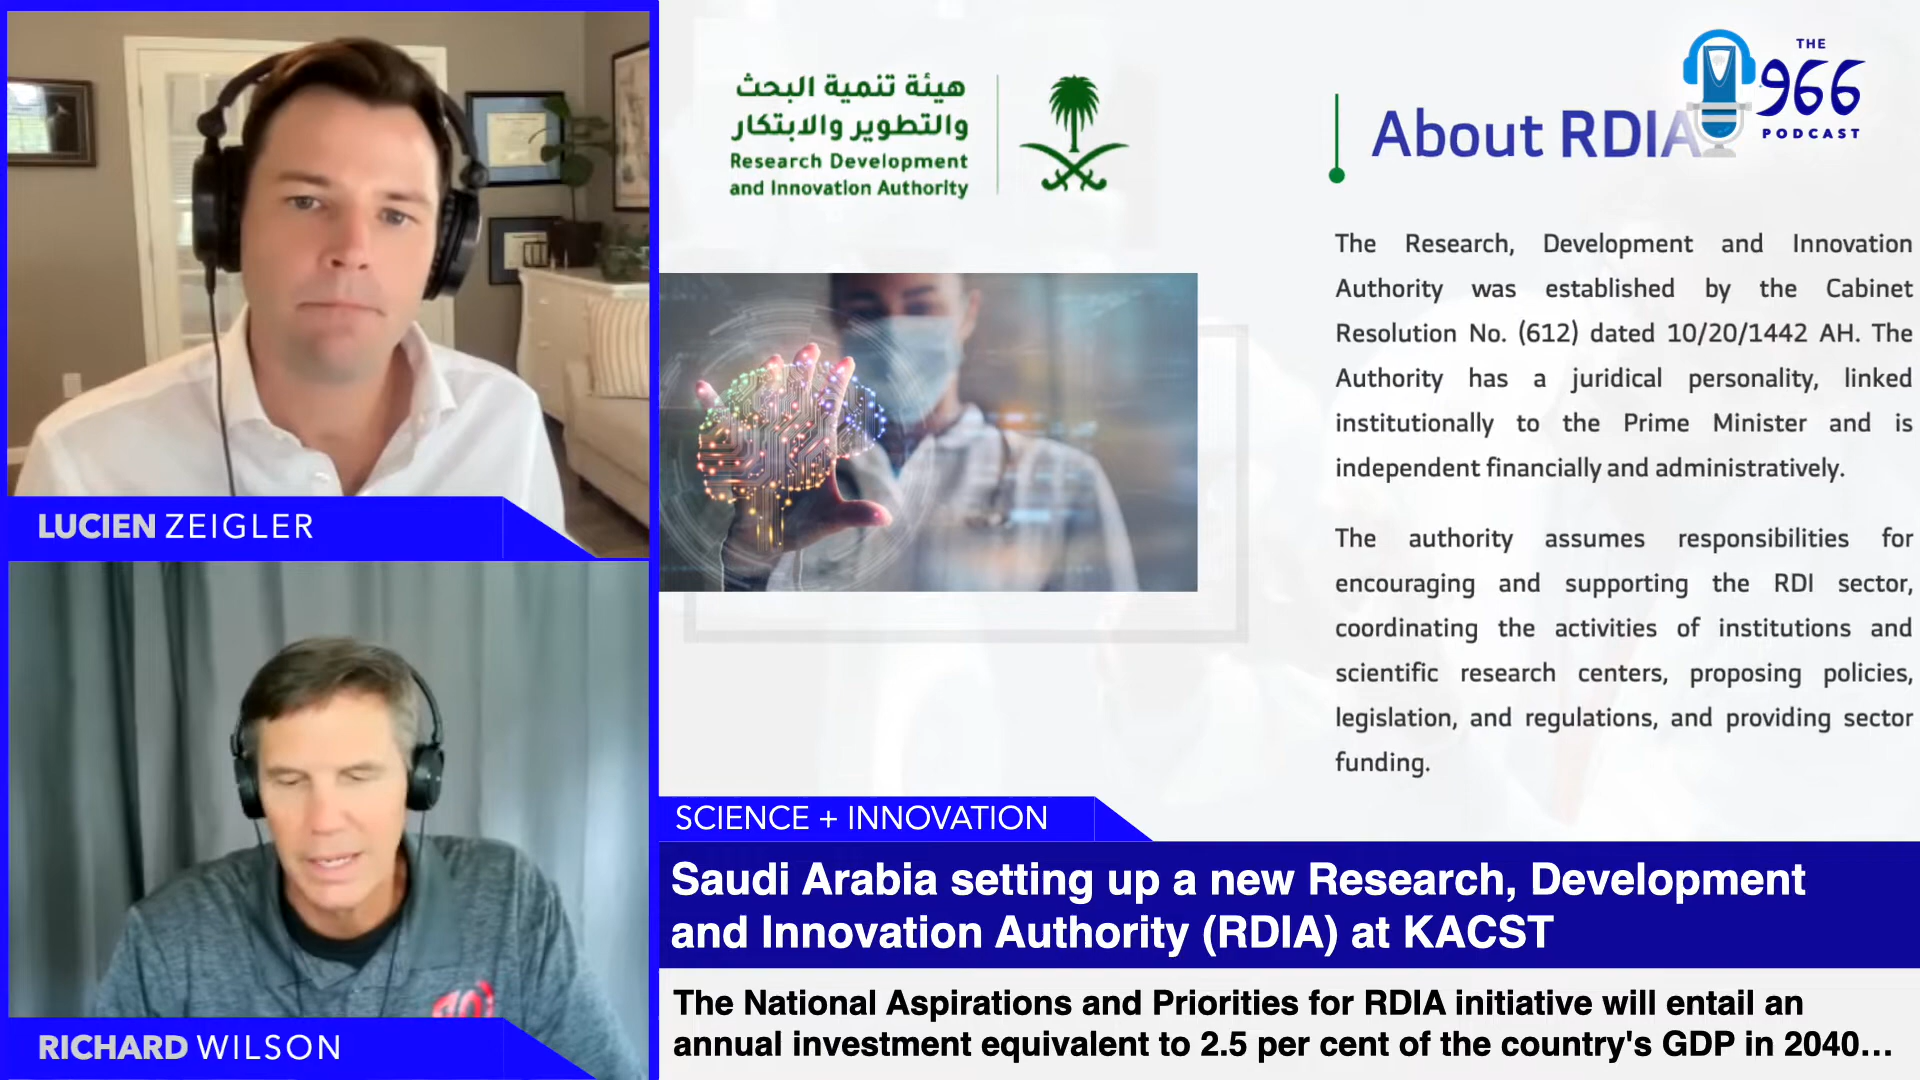 LUCIEN ZEIGLER
RICHARD WILSON
هيئة تنمية البحث
والتطوير والابتكار
Research Development
and Innovation Authority
THE
966
PODCAST
About RDIA
The Research, Development and Innovation
Authority was established by the Cabinet
Resolution No. (612) dated 10/20/1442 AH. The
Authority has a juridical personality, linked
institutionally to the Prime Minister and is
independent financially and administratively.
The authority assumes responsibilities for
encouraging and supporting the RDI sector,
coordinating the activities of institutions and
scientific research centers, proposing policies,
legislation, and regulations, and providing sector
funding.
SCIENCE + INNOVATION
Saudi Arabia setting up a new Research, Development
and Innovation Authority (RDIA) at KACST
The National Aspirations and Priorities for RDIA initiative will entail an
annual investment equivalent to 2.5 per cent of the country's GDP in 2040...